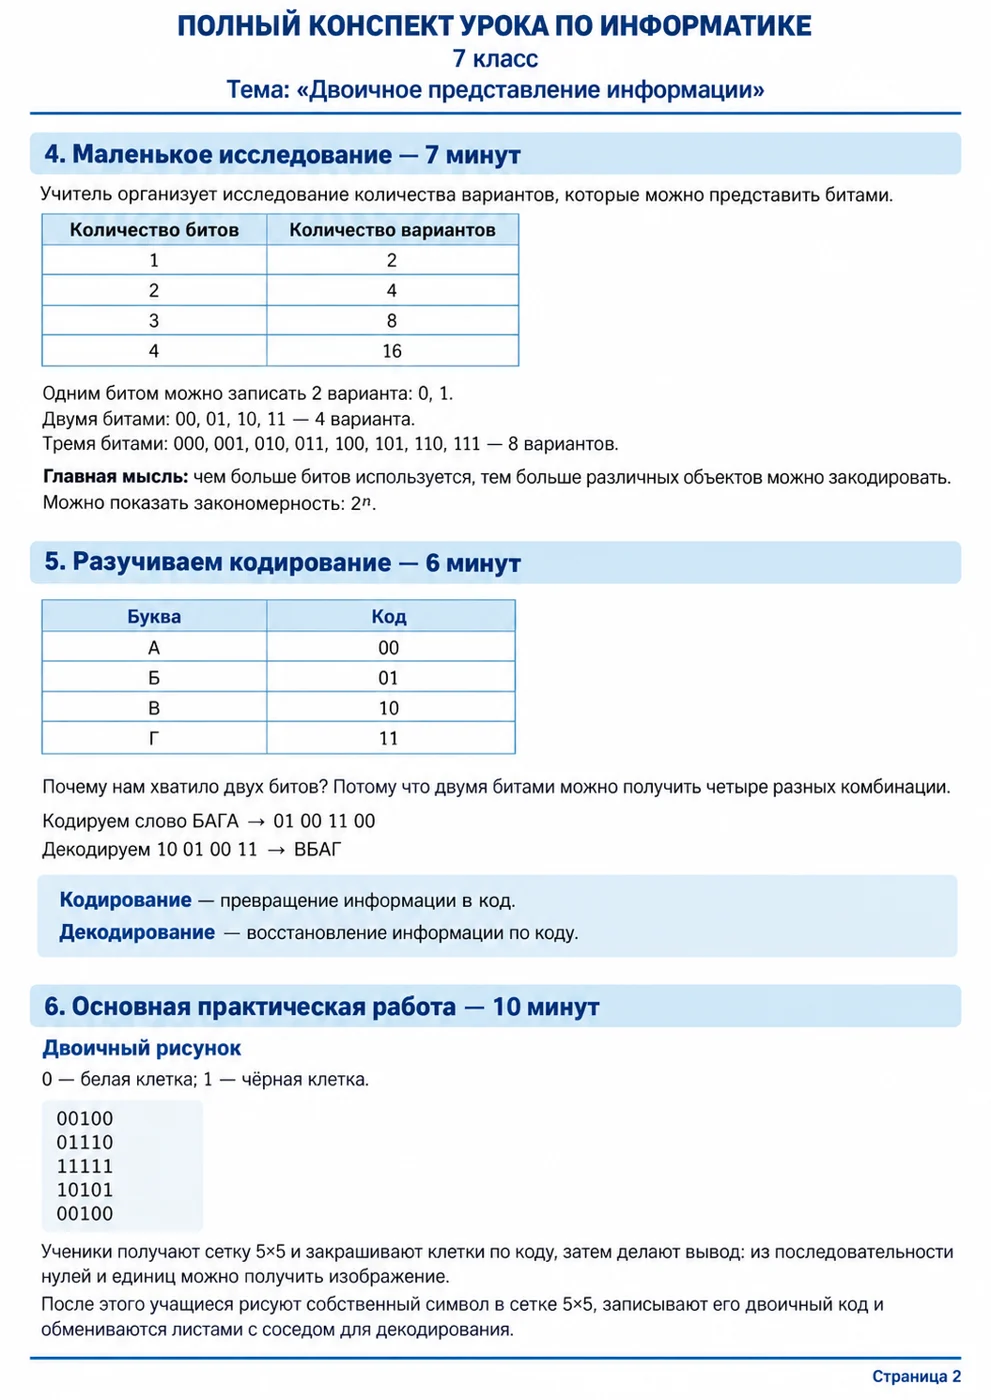 ПОЛНЫЙ КОНСПЕКТ УРОКА ПО ИНФОРМАТИКЕ
7 класс
Тема: «Двоичное представление информации»
4. Маленькое исследование — 7 минут
Учитель организует исследование количества вариантов, которые можно представить битами.
Количество битов Количество вариантов
1 2
2 4
3 8
4 16
Одним битом можно записать 2 варианта: 0, 1.
Двумя битами: 00, 01, 10, 11 — 4 варианта.
Тремя битами: 000, 001, 010, 011, 100, 101, 110, 111 — 8 вариантов.
Главная мысль: чем больше битов используется, тем больше различных объектов можно закодировать.
Можно показать закономерность: 2ⁿ.
5. Разучиваем кодирование — 6 минут
Буква Код
А 00
Б 01
В 10
Г 11
Почему нам хватило двух битов? Потому что двумя битами можно получить четыре разных комбинации.
Кодируем слово БАГА → 01 00 11 00
Декодируем 10 01 00 11 → ВБАГ
Кодирование — превращение информации в код.
Декодирование — восстановление информации по коду.
6. Основная практическая работа — 10 минут
Двоичный рисунок
0 — белая клетка; 1 — чёрная клетка.
00100
01110
11111
10101
00100
Ученики получают сетку 5×5 и закрашивают клетки по коду, затем делают вывод: из последовательности
нулей и единиц можно получить изображение.
После этого учащиеся рисуют собственный символ в сетке 5×5, записывают его двоичный код и
обмениваются листами с соседом для декодирования.
Страница 2